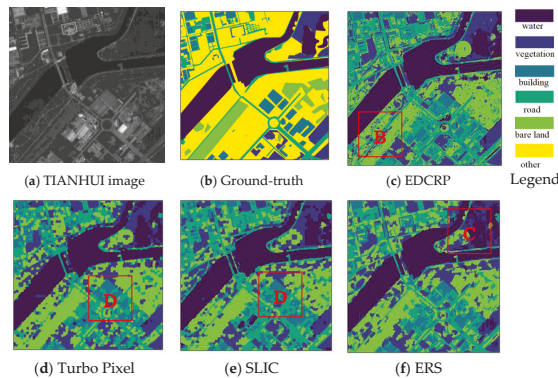 water
vegetation
building
road
bare land
other
Legend
B
(a) TIANHUI image
(b) Ground-truth
(c) EDCRP
D
D
C
(d) Turbo Pixel
(e) SLIC
(f) ERS